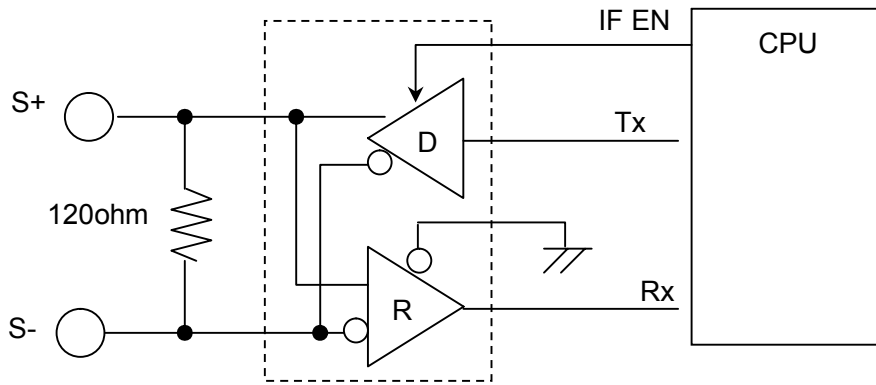 IF EN
CPU
S+
D
Tx
120ohm
S-
R
Rx